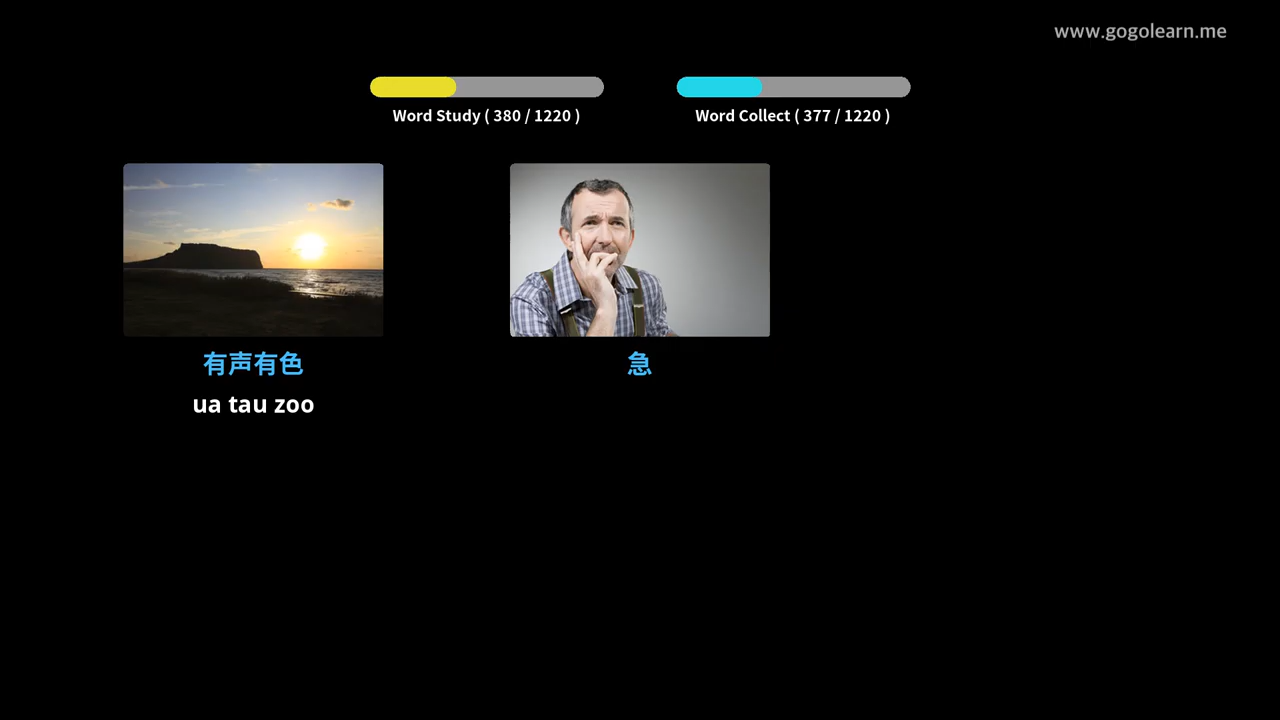 www.gogolearn.me
Word Study ( 380 / 1220 )
Word Collect ( 377 / 1220 )
有声有色
ua tau zoo
急